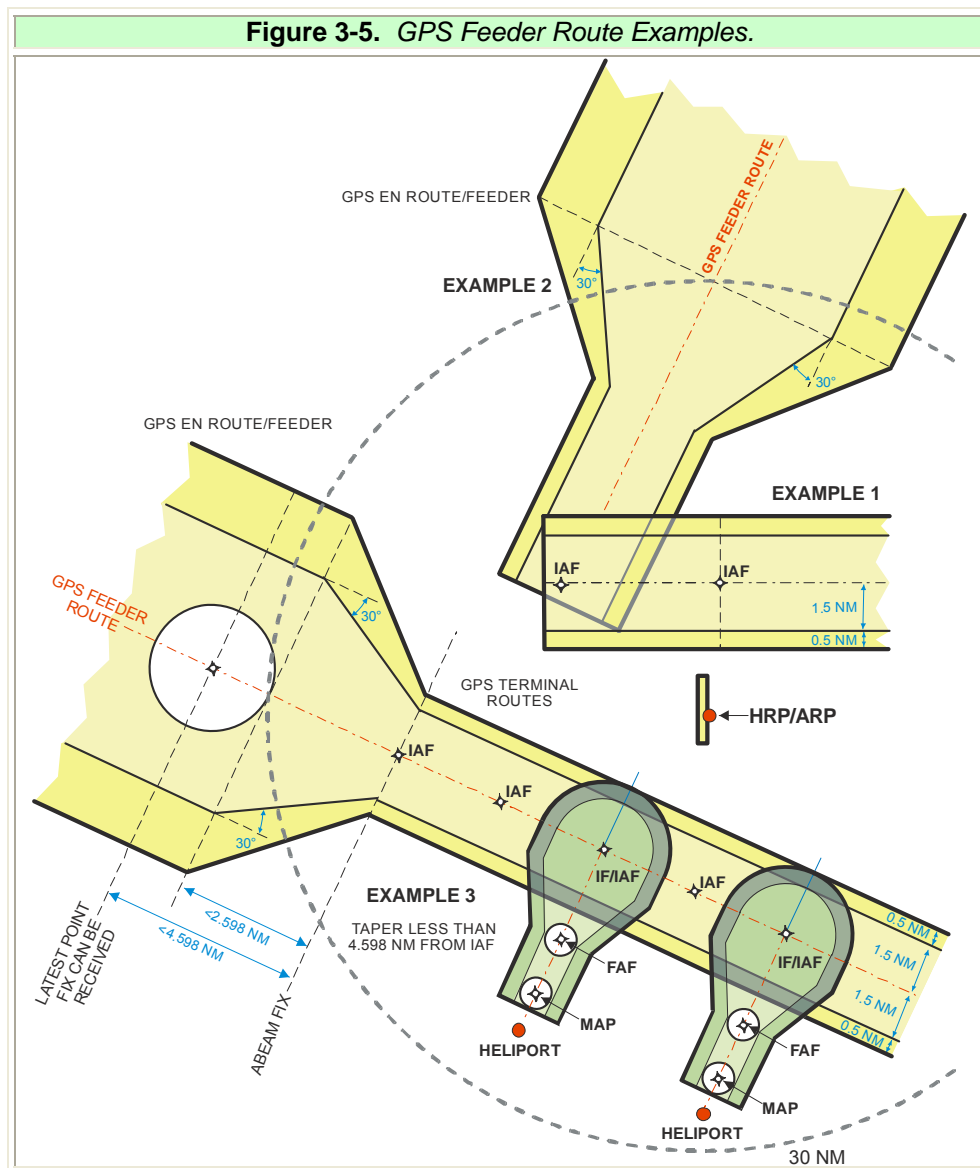 Figure 3-5. GPS Feeder Route Examples.
GPS EN ROUTE/FEEDER
GPS FEEDER ROUTE
EXAMPLE 2
30°
30°
GPS EN ROUTE/FEEDER
EXAMPLE 1
IAF
IAF
1.5 NM
0.5 NM
GPS FEEDER
ROUTE
30°
GPS TERMINAL
ROUTES
HRP/ARP
IAF
IAF
30°
IF/IAF
IAF
EXAMPLE 3
TAPER LESS THAN
4.598 NM FROM IAF
<2.598 NM
<4.598 NM
LATEST POINT
FIX CAN BE
RECEIVED
ABEAM FIX
IF/IAF
0.5 NM
1.5 NM
1.5 NM
0.5 NM
FAF
MAP
HELIPORT
FAF
MAP
HELIPORT
30 NM